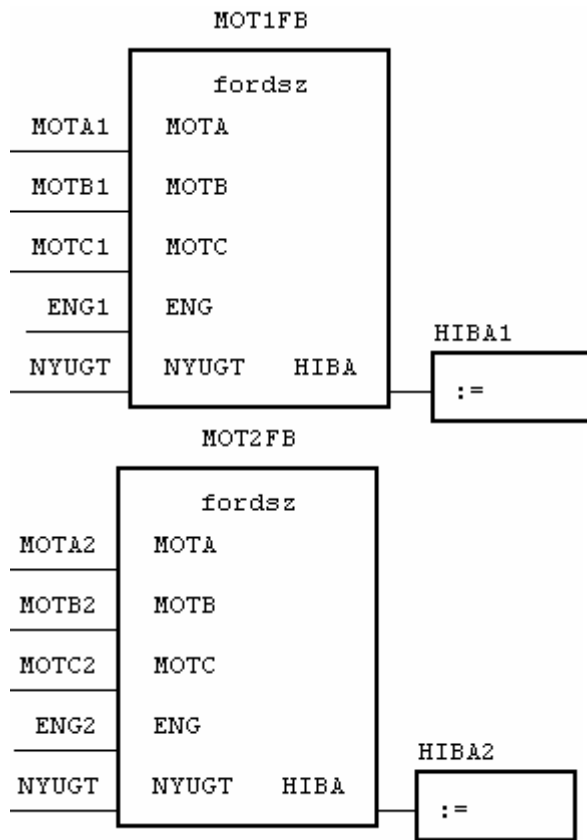 MOT1FB
fordsz
MOTA1 MOTA
MOTB1 MOTB
MOTC1 MOTC
ENG1 ENG
HIBA1
NYUGT NYUGT HIBA
:=
MOT2FB
fordsz
MOTA2 MOTA
MOTB2 MOTB
MOTC2 MOTC
ENG2 ENG
HIBA2
NYUGT NYUGT HIBA
:=